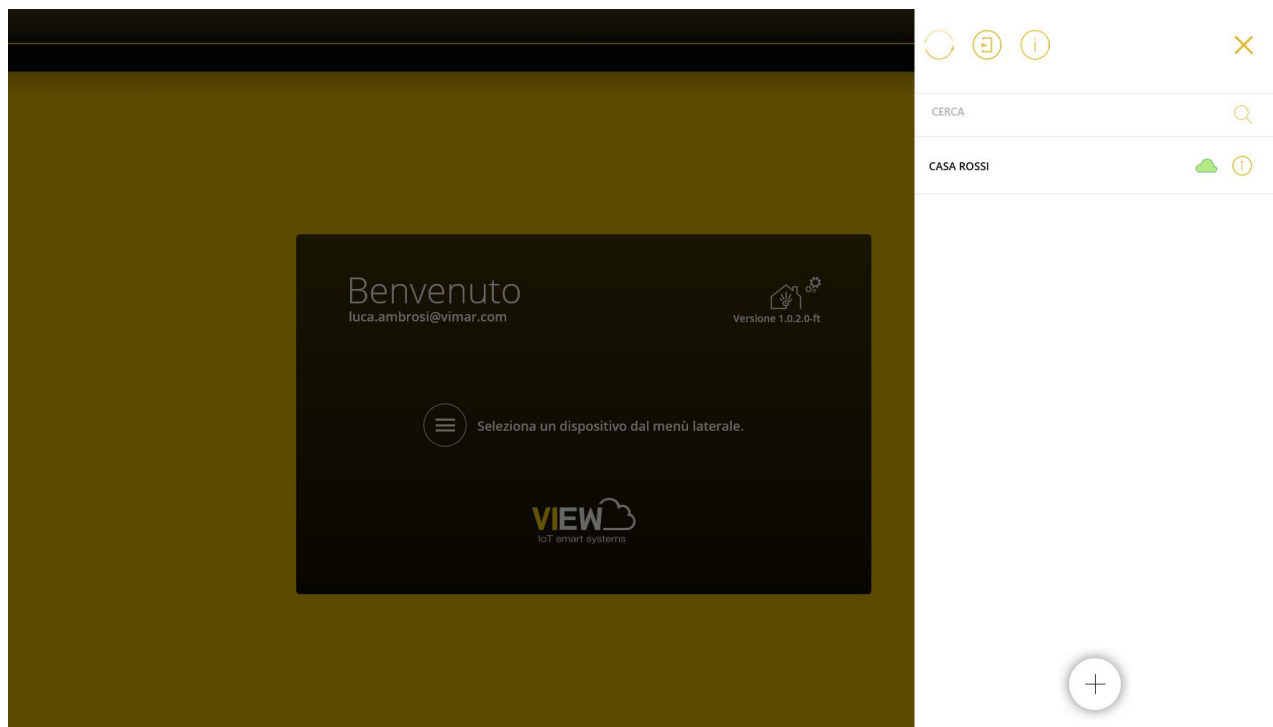 CERCA
CASA ROSSI
Benvenuto
luca.ambrosi@vimar.com
Versione 1.0.2.0-ft
Seleziona un dispositivo dal menù laterale.
VIEW
IoT smart systems